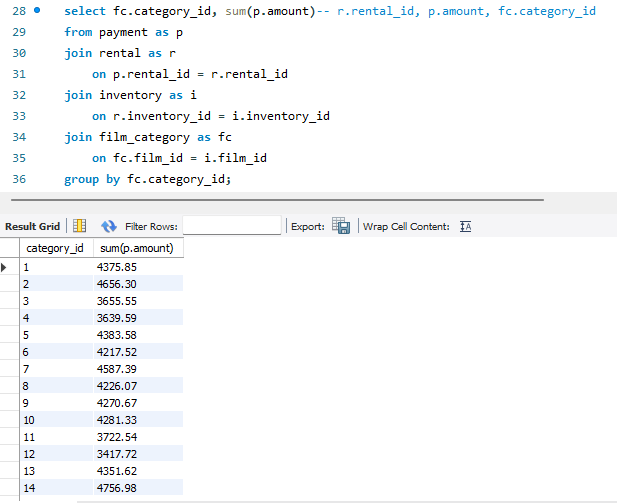 28 select fc.category_id, sum(p.amount)-- r.rental_id, p.amount, fc.category_id
29 from payment as p
30 join rental as r
31 on p.rental_id = r.rental_id
32 join inventory as i
33 on r.inventory_id = i.inventory_id
34 join film_category as fc
35 on fc.film_id = i.film_id
36 group by fc.category_id;
Result Grid Filter Rows: Export: Wrap Cell Content: IA
category_id sum(p.amount)
1 4375.85
2 4656.30
3 3655.55
4 3639.59
5 4383.58
6 4217.52
7 4587.39
8 4226.07
9 4270.67
10 4281.33
11 3722.54
12 3417.72
13 4351.62
14 4756.98